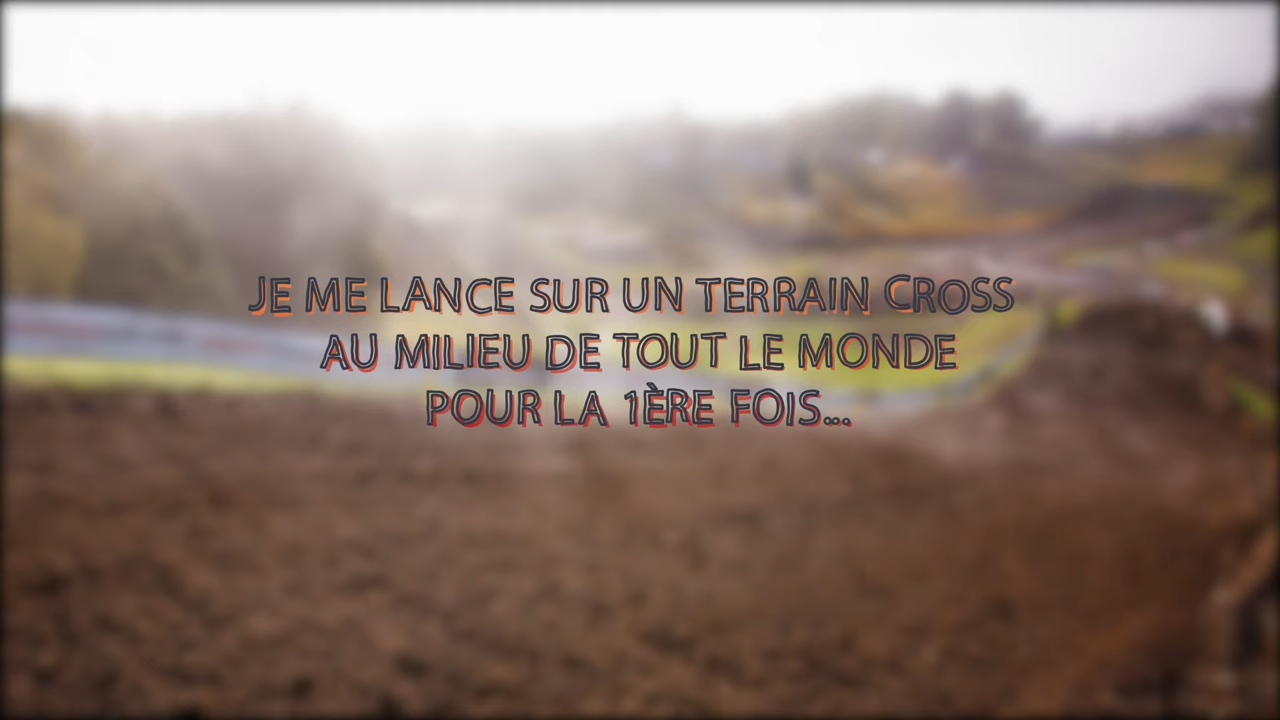 JE ME LANCE SUR UN TERRAIN CROSS
AU MILIEU DE TOUT LE MONDE
POUR LA 1ÈRE FOIS...